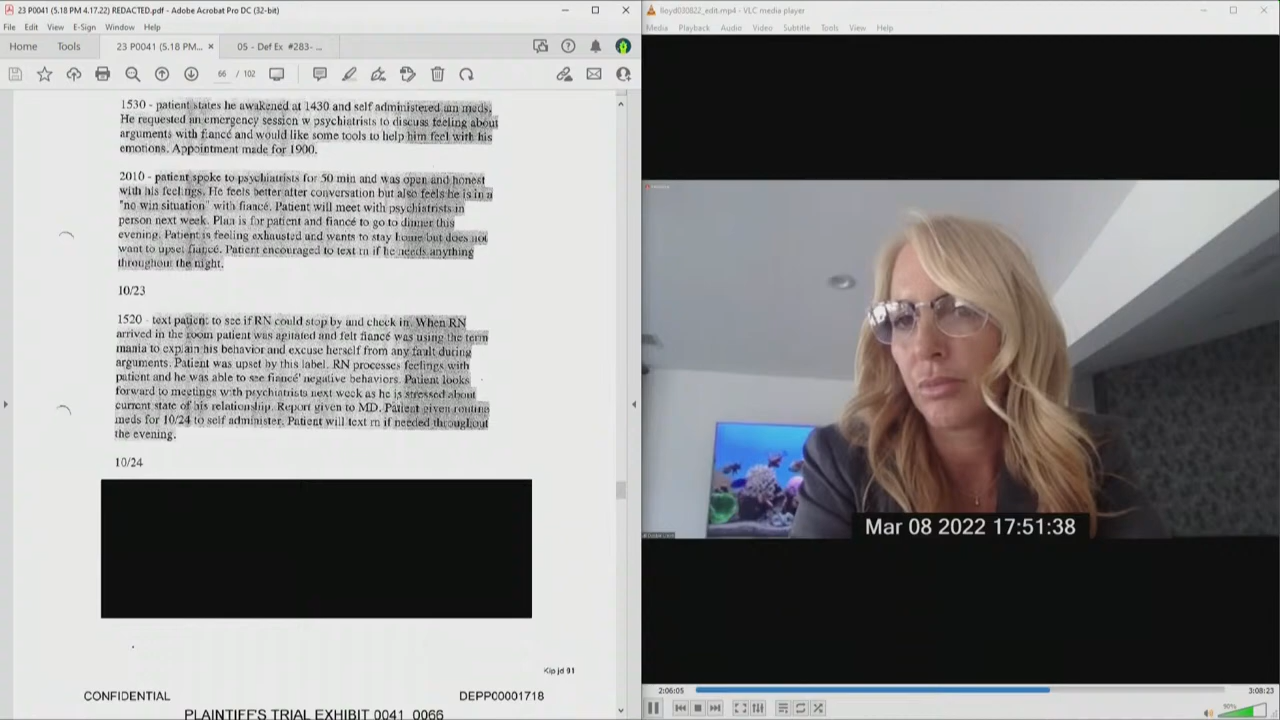 23 P0041 (5.18 PM 4.17.22) REDACTED.pdf - Adobe Acrobat Pro DC (32-bit)
File Edit View E-Sign Window Help
Home Tools 23 P0041 (5.18 PM... × 05 - Def Ex #283-...
66 / 102
1530 - patient states he awakened at 1430 and self administered am meds.
He requested an emergency session w psychiatrists to discuss feeling about
arguments with fiancé and would like some tools to help him feel with his
emotions. Appointment made for 1900.
2010 - patient spoke to psychiatrists for 50 min and was open and honest
with his feelings. He feels better after conversation but also feels he is in a
"no win situation" with fiancé. Patient will meet with psychiatrists in
person next week. Plan is for patient and fiancé to go to dinner this
evening. Patient is feeling exhausted and wants to stay home but does not
want to upset fiancé. Patient encouraged to text rn if he needs anything
throughout the night.
10/23
1520 - text patient to see if RN could stop by and check in. When RN
arrived in the room patient was agitated and felt fiancé was using the term
mania to explain his behavior and excuse herself from any fault during
arguments. Patient was upset by this label. RN processes feelings with
patient and he was able to see fiancé' negative behaviors. Patient looks
forward to meetings with psychiatrists next week as he is stressed about
current state of his relationship. Report given to MD. Patient given routine
meds for 10/24 to self administer. Patient will text rn if needed throughout
the evening.
10/24
Kip jd 91
CONFIDENTIAL DEPP00001718
PLAINTIFF'S TRIAL EXHIBIT 0041_0066
lloyd030822_edit.mp4 - VLC media player
Media Playback Audio Video Subtitle Tools View Help
Mar 08 2022 17:51:38
2:06:05 3:08:23
90%